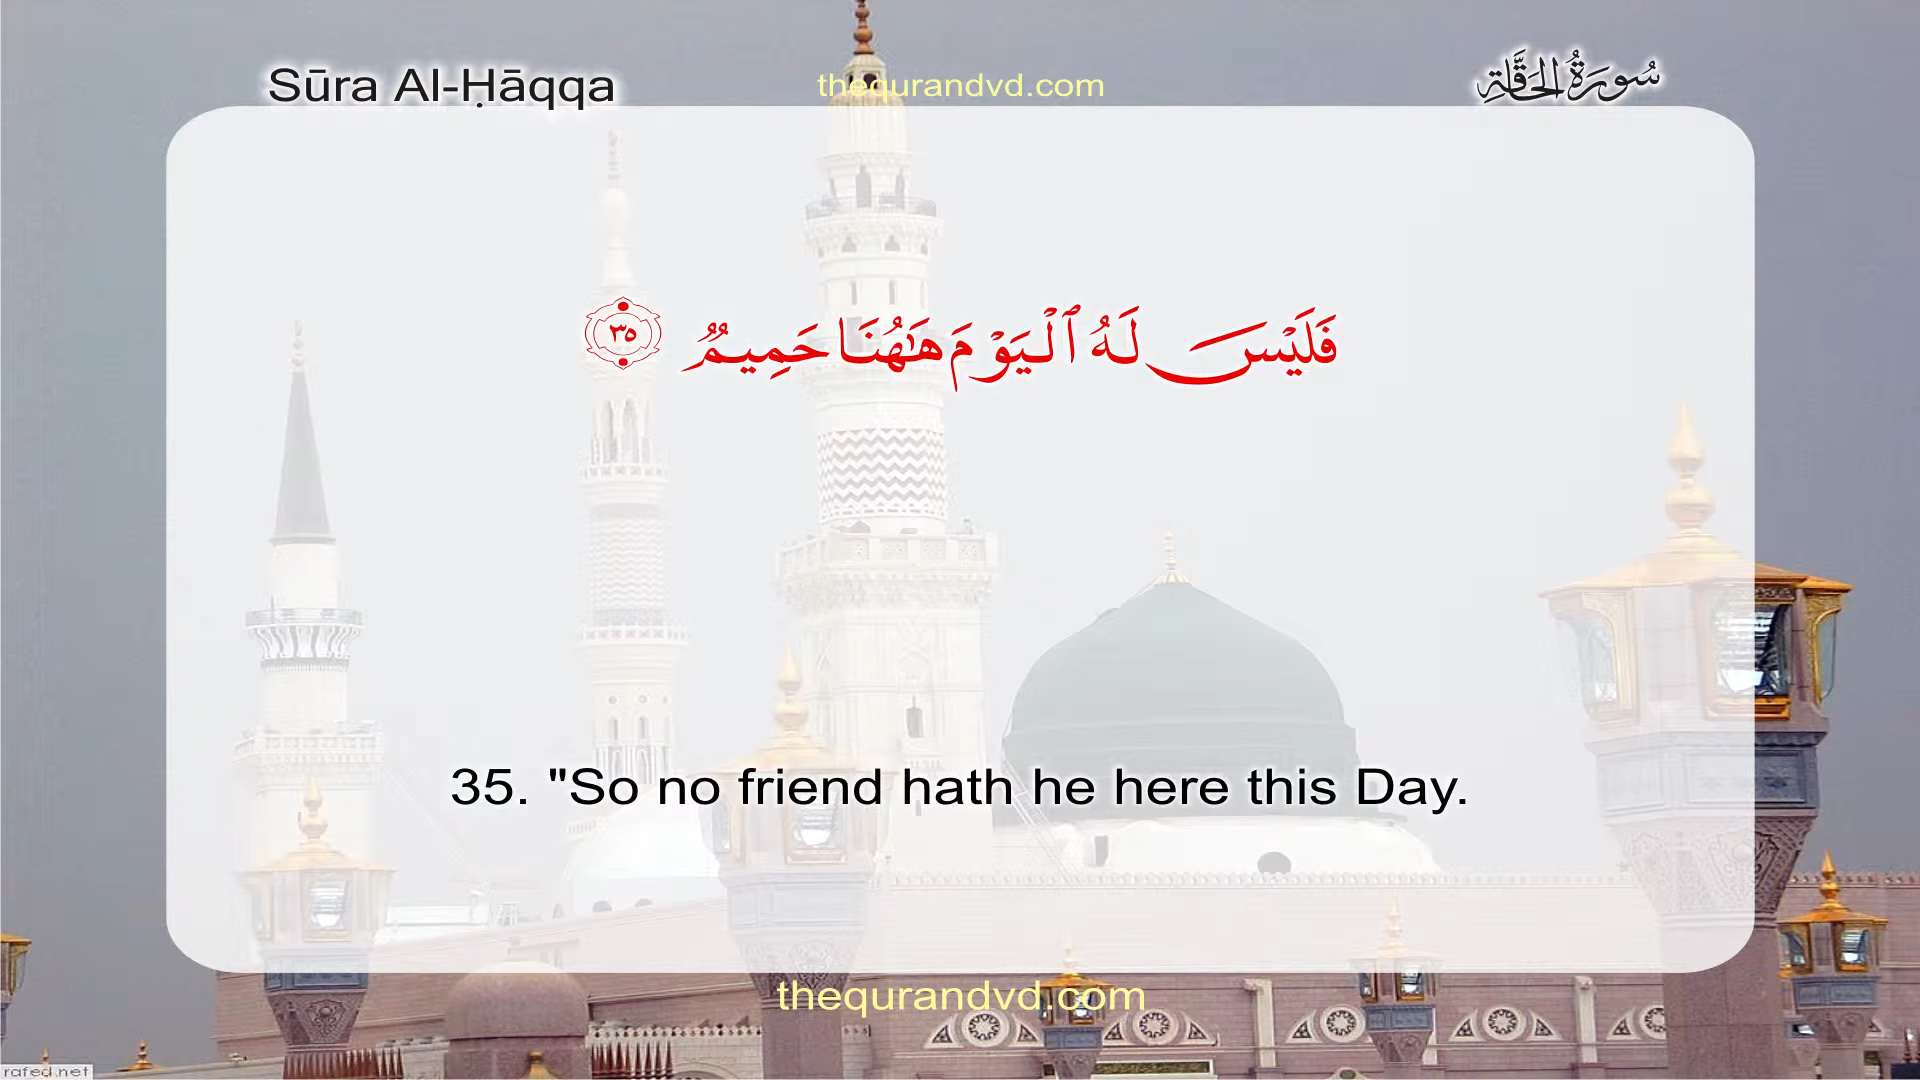 Sūra Al-Ḥāqqa
thequrandvd.com
سُورَةُ الحَاقَّةِ
فَلَيْسَ لَهُ ٱلْيَوْمَ هَـٰهُنَا حَمِيمٌ ٣٥
35. "So no friend hath he here this Day.
thequrandvd.com
rafed.net